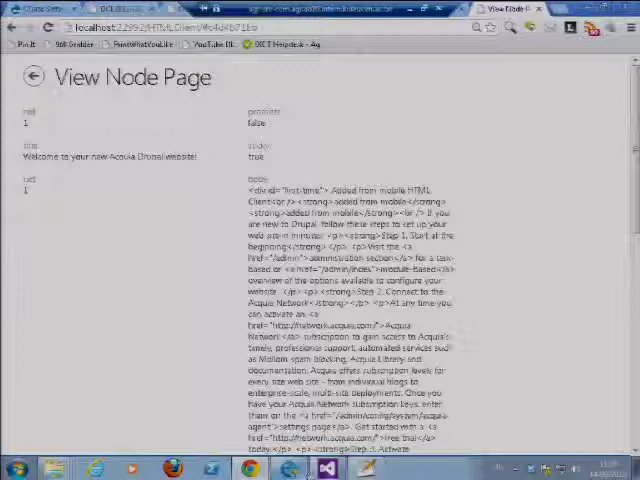 View Node P
localhost:22992/HTMLClient/
Pin It
YouTube
View Node Page
nid
1
promote
false
title
Welcome to your new Acquia Drupal website!
sticky
true
uid
1
body
<div id="first-time"> Added from mobile HTML
Client<br /><strong>added from mobile</strong>
<strong>added from mobile</strong><br /> If you
are new to Drupal, follow these steps to set up your
web site in minutes: <p><strong>Step 1. Start at the
beginning</strong></p> <p>Visit the <a
href="/admin">administration section</a> for a task-
based or <a href="/admin/index">module-based</a>
overview of the options available to configure your
website. </p> <p><strong>Step 2. Connect to the
Acquia Network</strong></p> <p>At any time you
can activate an <a
href="http://network.acquia.com/">Acquia
Network</a> subscription to gain access to Acquia's
timely, professional support, automated services such
as Mollom spam blocking, Acquia Library and
documentation. Acquia offers subscription levels for
every size web site - from individual blogs to
enterprise-scale, multi-site deployments. Once you
have your Acquia Network subscription keys, enter
them on the <a href="/admin/config/system/acquia-
agent">settings page</a>. Get started with a <a
href="http://network.acquia.com/">free trial</a>
today.</p> <p><strong>Step 3. Activate